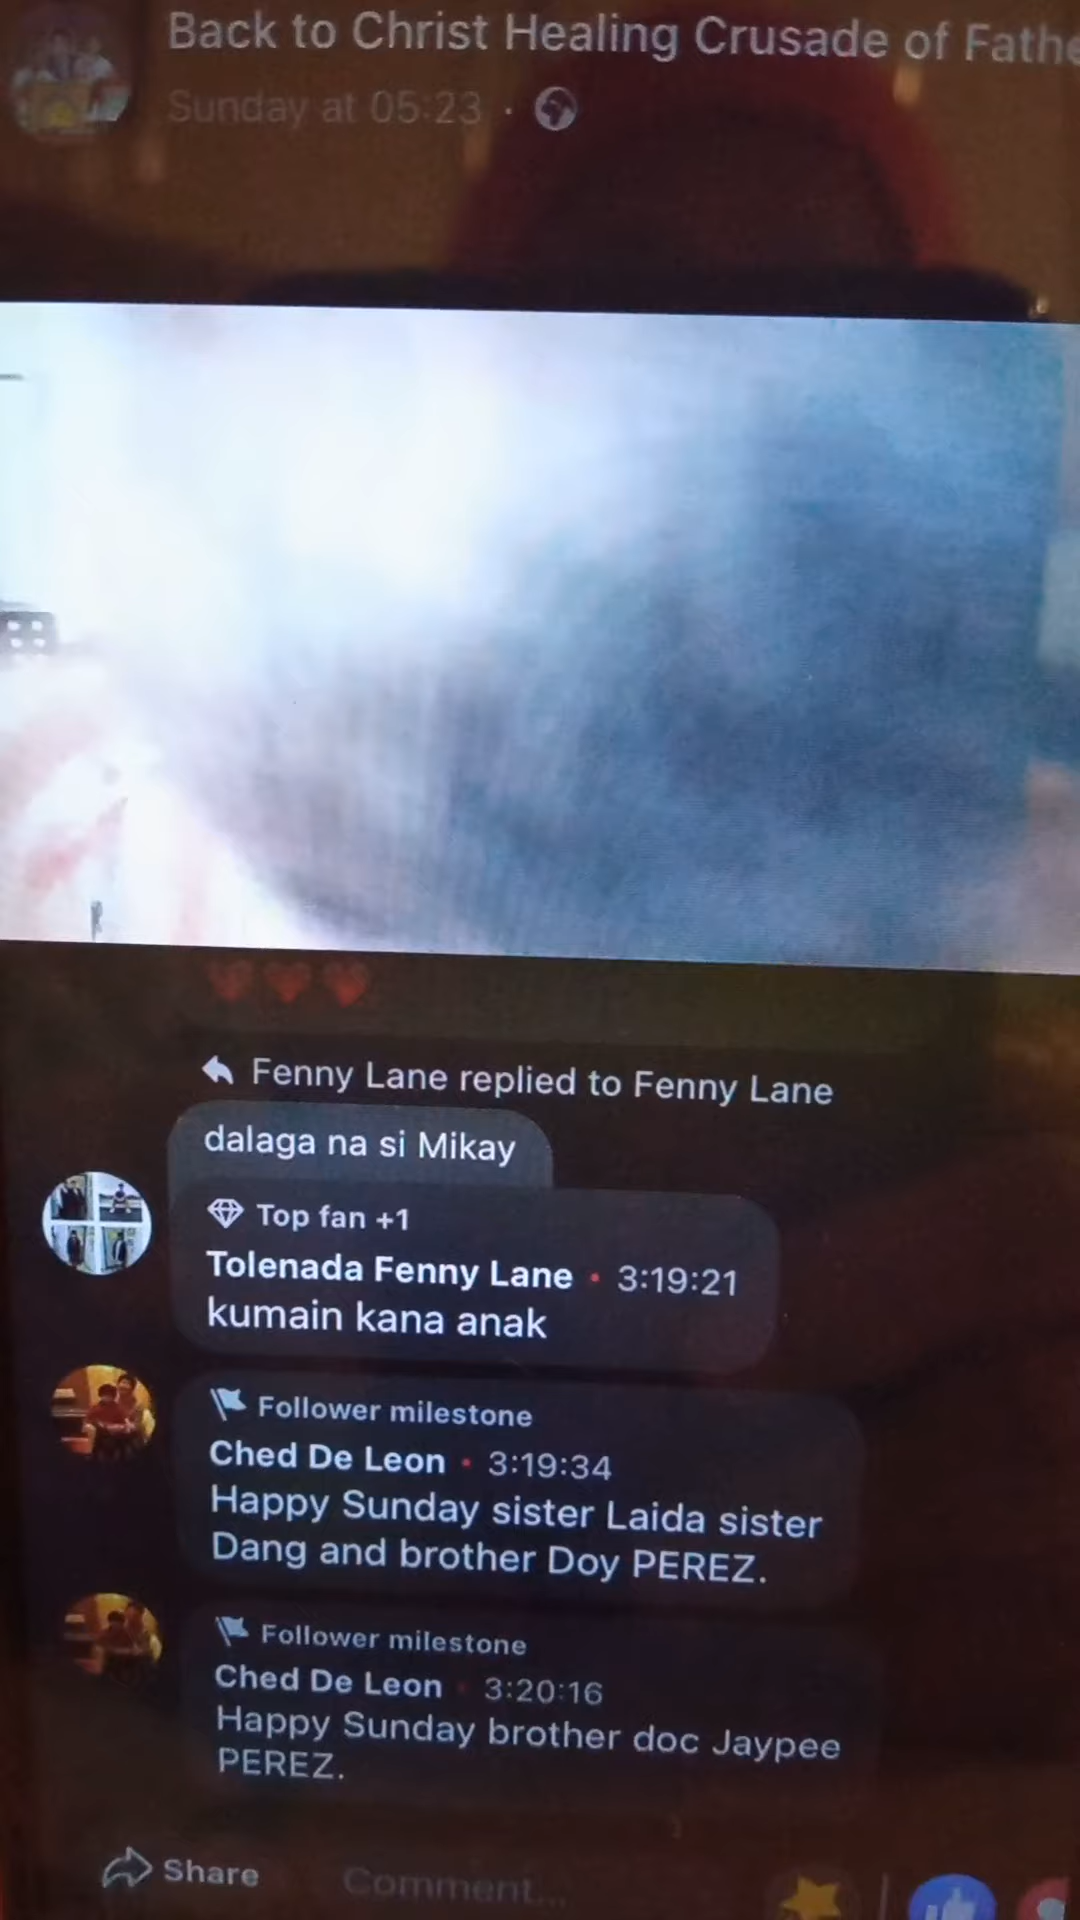 Back to Christ Healing Crusade of Fathe
Sunday at 05:23 ·
Fenny Lane replied to Fenny Lane
dalaga na si Mikay
Top fan +1
Tolenada Fenny Lane • 3:19:21
kumain kana anak
Follower milestone
Ched De Leon • 3:19:34
Happy Sunday sister Laida sister
Dang and brother Doy PEREZ.
Follower milestone
Ched De Leon • 3:20:16
Happy Sunday brother doc Jaypee
PEREZ.
Share
Comment...